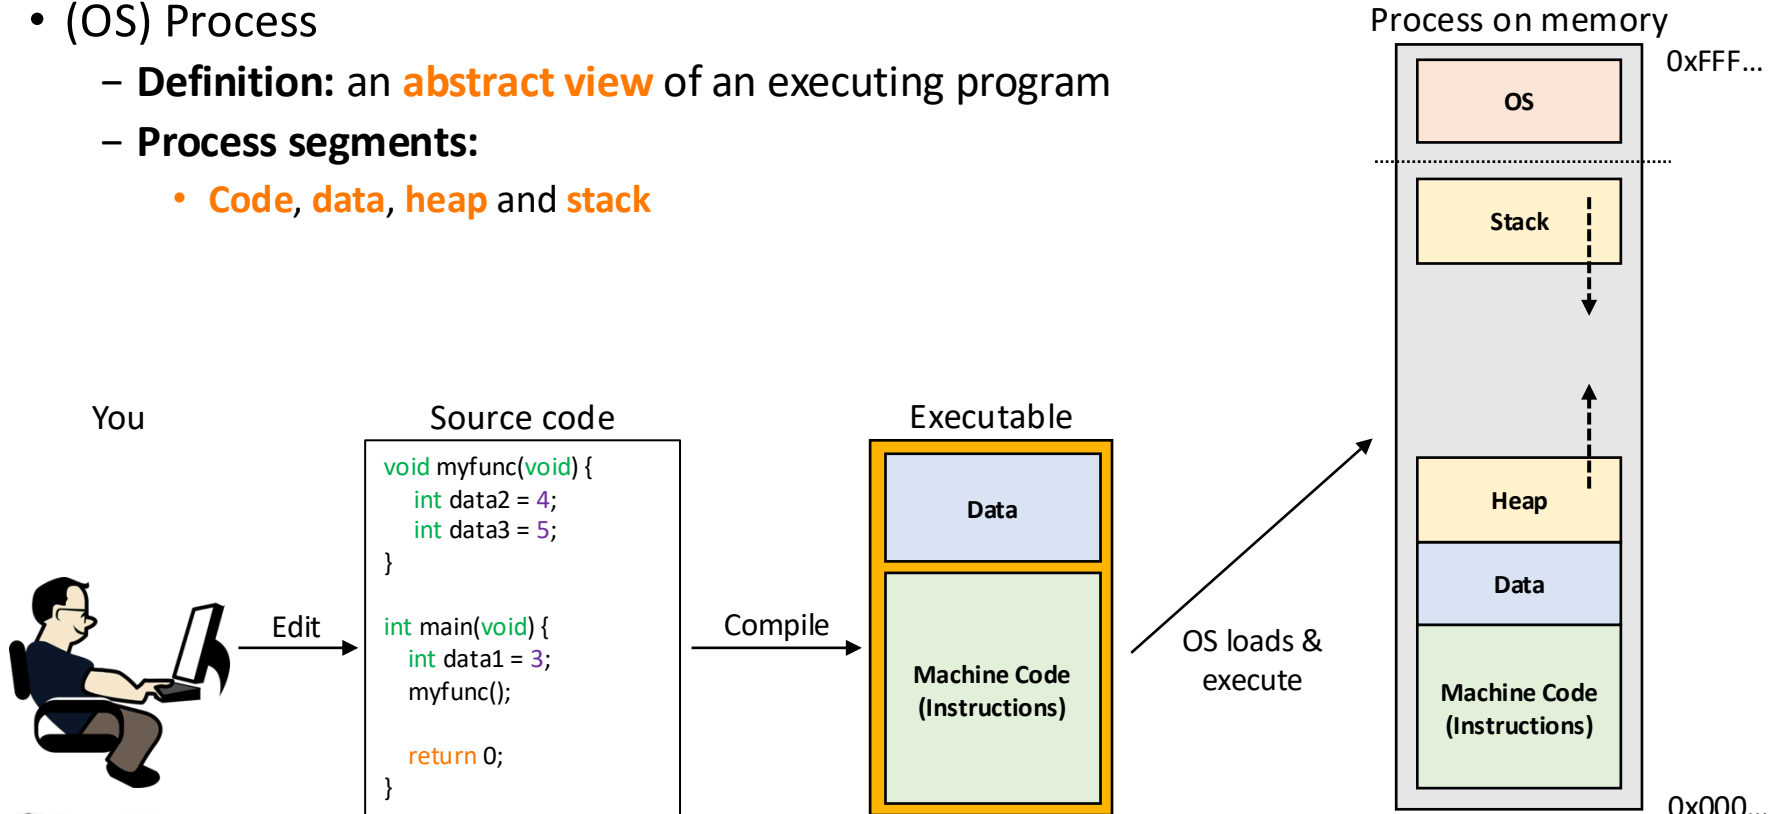 • (OS) Process
– Definition: an abstract view of an executing program
– Process segments:
• Code, data, heap and stack
You
Edit
Source code
void myfunc(void) {
int data2 = 4;
int data3 = 5;
}
int main(void) {
int data1 = 3;
myfunc();
return 0;
}
Compile
Executable
Data
Machine Code
(Instructions)
OS loads &
execute
Process on memory
0xFFF...
OS
Stack
Heap
Data
Machine Code
(Instructions)
0x000...